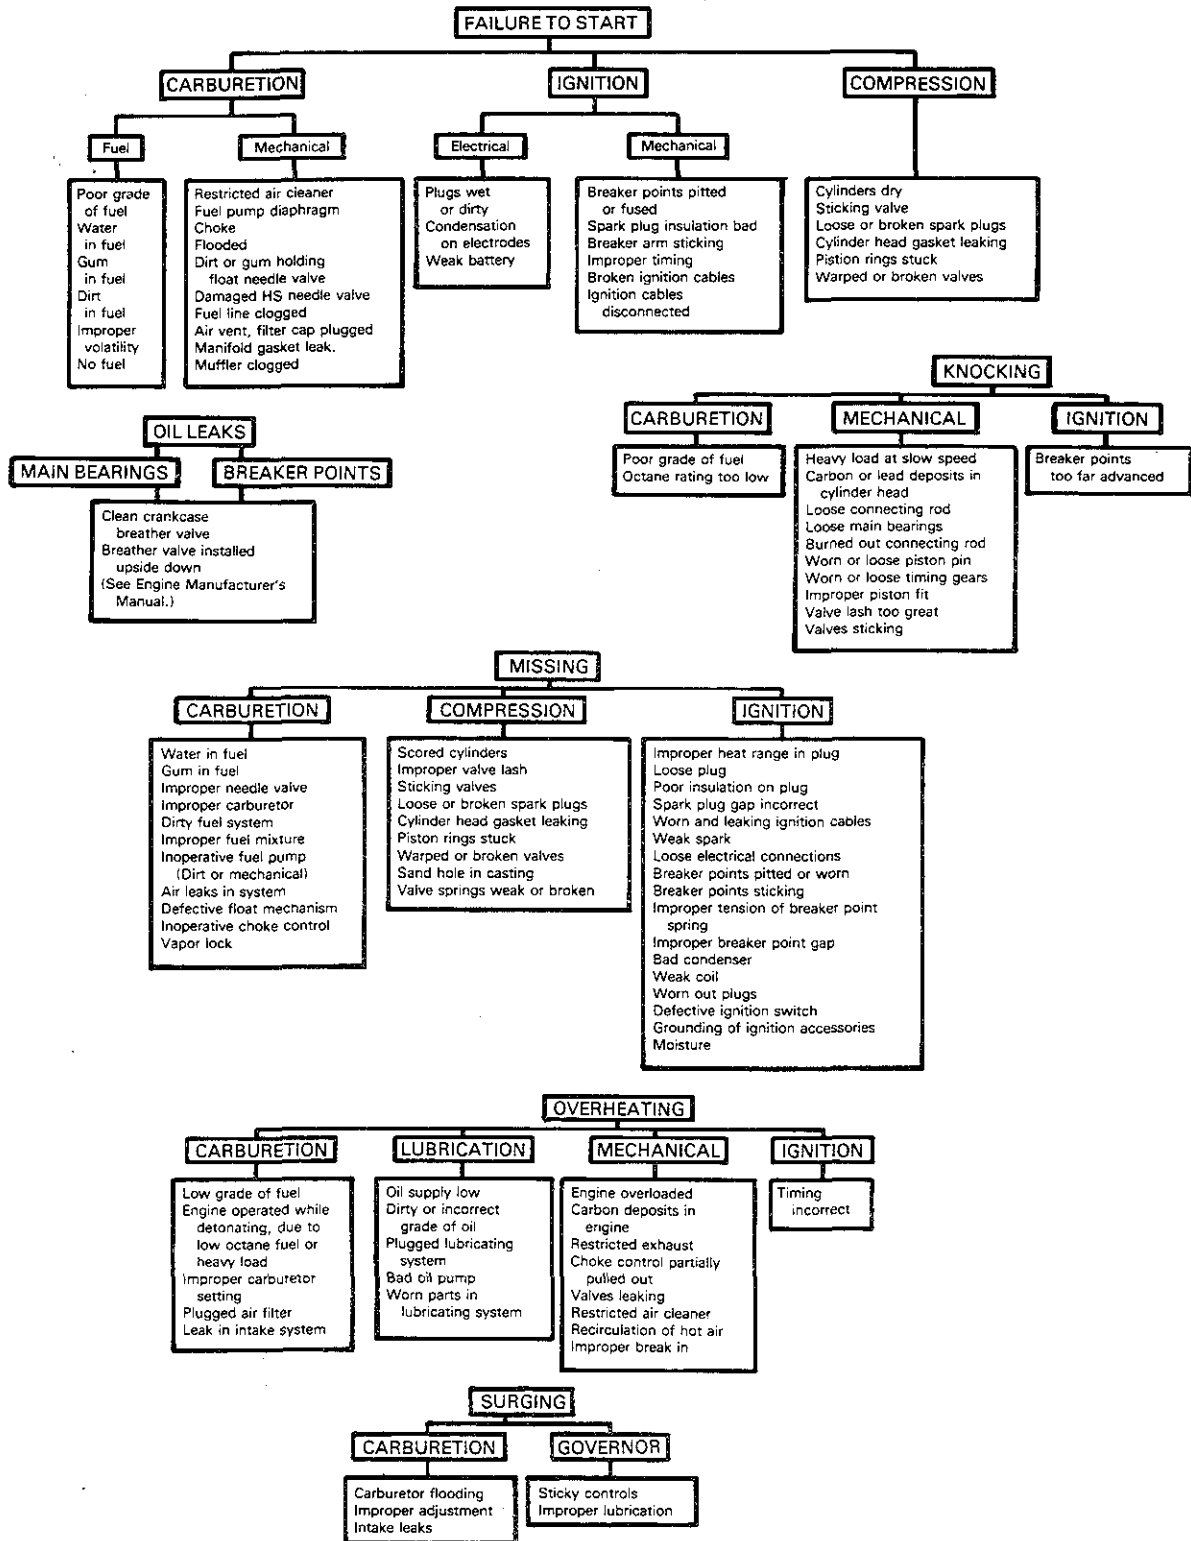 FAILURE TO START
CARBURETION
IGNITION
COMPRESSION
Fuel
Mechanical
Electrical
Mechanical
Poor grade
of fuel
Water
in fuel
Gum
in fuel
Dirt
in fuel
Improper
volatility
No fuel
Restricted air cleaner
Fuel pump diaphragm
Choke
Flooded
Dirt or gum holding
float needle valve
Damaged HS needle valve
Fuel line clogged
Air vent, filter cap plugged
Manifold gasket leak.
Muffler clogged
Plugs wet
or dirty
Condensation
on electrodes
Weak battery
Breaker points pitted
or fused
Spark plug insulation bad
Breaker arm sticking
Improper timing
Broken ignition cables
Ignition cables
disconnected
Cylinders dry
Sticking valve
Loose or broken spark plugs
Cylinder head gasket leaking
Pistion rings stuck
Warped or broken valves
OIL LEAKS
MAIN BEARINGS
BREAKER POINTS
Clean crankcase
breather valve
Breather valve installed
upside down
(See Engine Manufacturer's
Manual.)
KNOCKING
CARBURETION
MECHANICAL
IGNITION
Poor grade of fuel
Octane rating too low
Heavy load at slow speed
Carbon or lead deposits in
cylinder head
Loose connecting rod
Loose main bearings
Burned out connecting rod
Worn or loose piston pin
Worn or loose timing gears
Improper piston fit
Valve lash too great
Valves sticking
Breaker points
too far advanced
MISSING
CARBURETION
COMPRESSION
IGNITION
Water in fuel
Gum in fuel
Improper needle valve
Improper carburetor
Dirty fuel system
Improper fuel mixture
Inoperative fuel pump
(Dirt or mechanical)
Air leaks in system
Defective float mechanism
Inoperative choke control
Vapor lock
Scored cylinders
Improper valve lash
Sticking valves
Loose or broken spark plugs
Cylinder head gasket leaking
Piston rings stuck
Warped or broken valves
Sand hole in casting
Valve springs weak or broken
Improper heat range in plug
Loose plug
Poor insulation on plug
Spark plug gap incorrect
Worn and leaking ignition cables
Weak spark
Loose electrical connections
Breaker points pitted or worn
Breaker points sticking
Improper tension of breaker point
spring
Improper breaker point gap
Bad condenser
Weak coil
Worn out plugs
Defective ignition switch
Grounding of ignition accessories
Moisture
OVERHEATING
CARBURETION
LUBRICATION
MECHANICAL
IGNITION
Low grade of fuel
Engine operated while
detonating, due to
low octane fuel or
heavy load
Improper carburetor
setting
Plugged air filter
Leak in intake system
Oil supply low
Dirty or incorrect
grade of oil
Plugged lubricating
system
Bad oil pump
Worn parts in
lubricating system
Engine overloaded
Carbon deposits in
engine
Restricted exhaust
Choke control partially
pulled out
Valves leaking
Restricted air cleaner
Recirculation of hot air
Improper break in
Timing
incorrect
SURGING
CARBURETION
GOVERNOR
Carburetor flooding
Improper adjustment
Intake leaks
Sticky controls
Improper lubrication